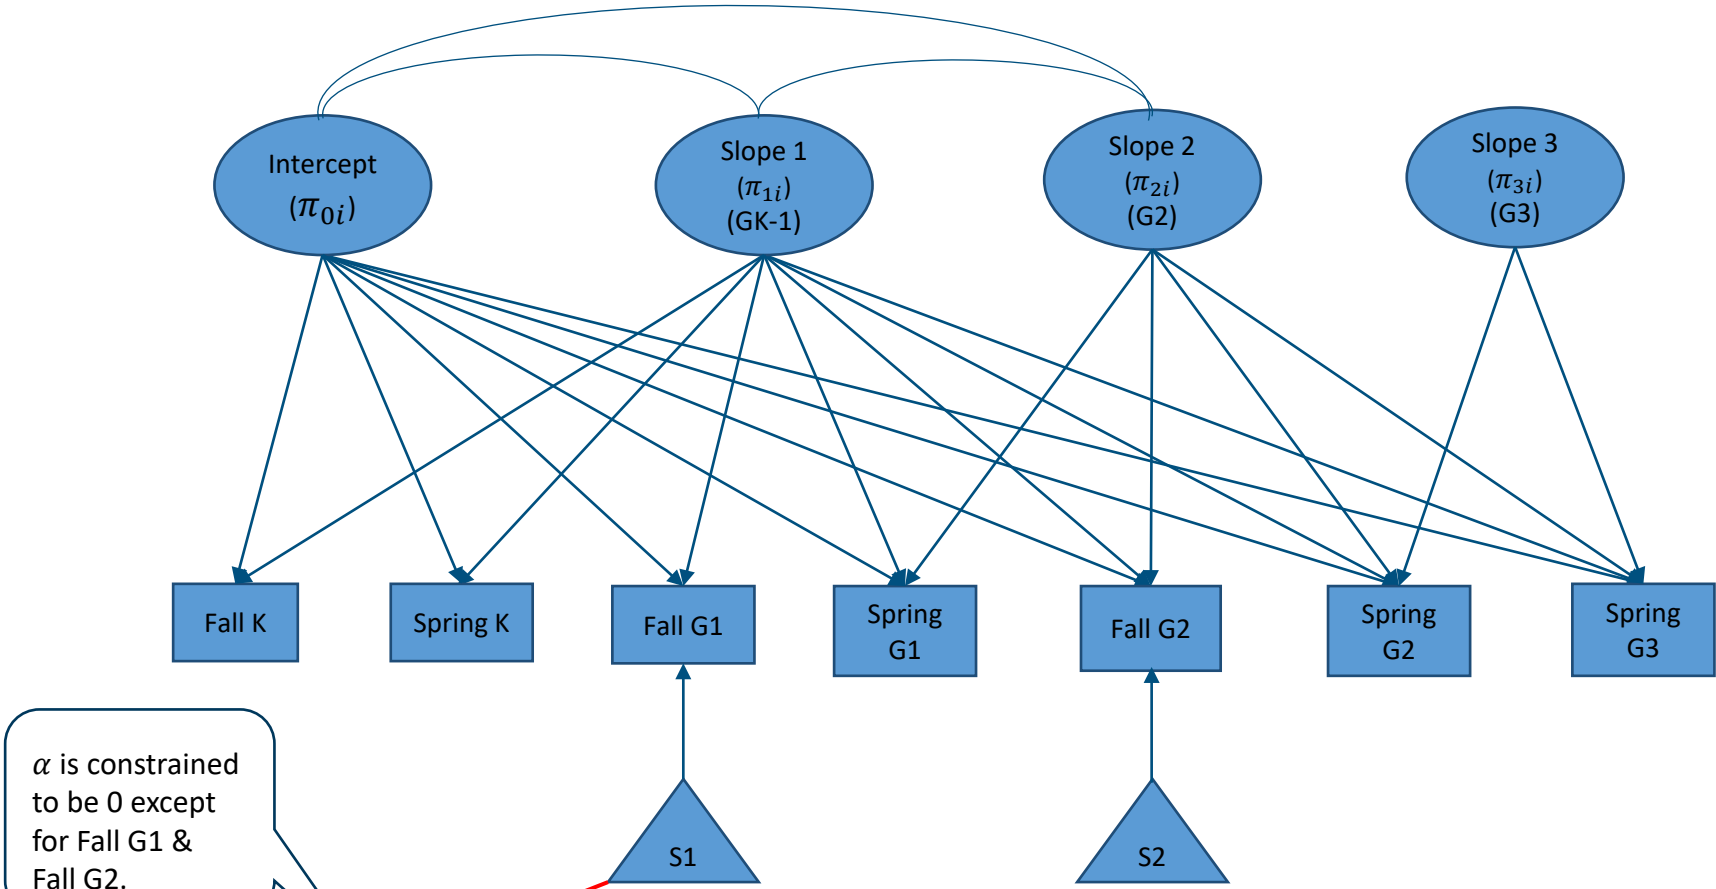 Intercept
(π0i)
Slope 1
(π1i)
(GK-1)
Slope 2
(π2i)
(G2)
Slope 3
(π3i)
(G3)
Fall K
Spring K
Fall G1
Spring
G1
Fall G2
Spring
G2
Spring
G3
α is constrained
to be 0 except
for Fall G1 &
Fall G2.
S1
S2